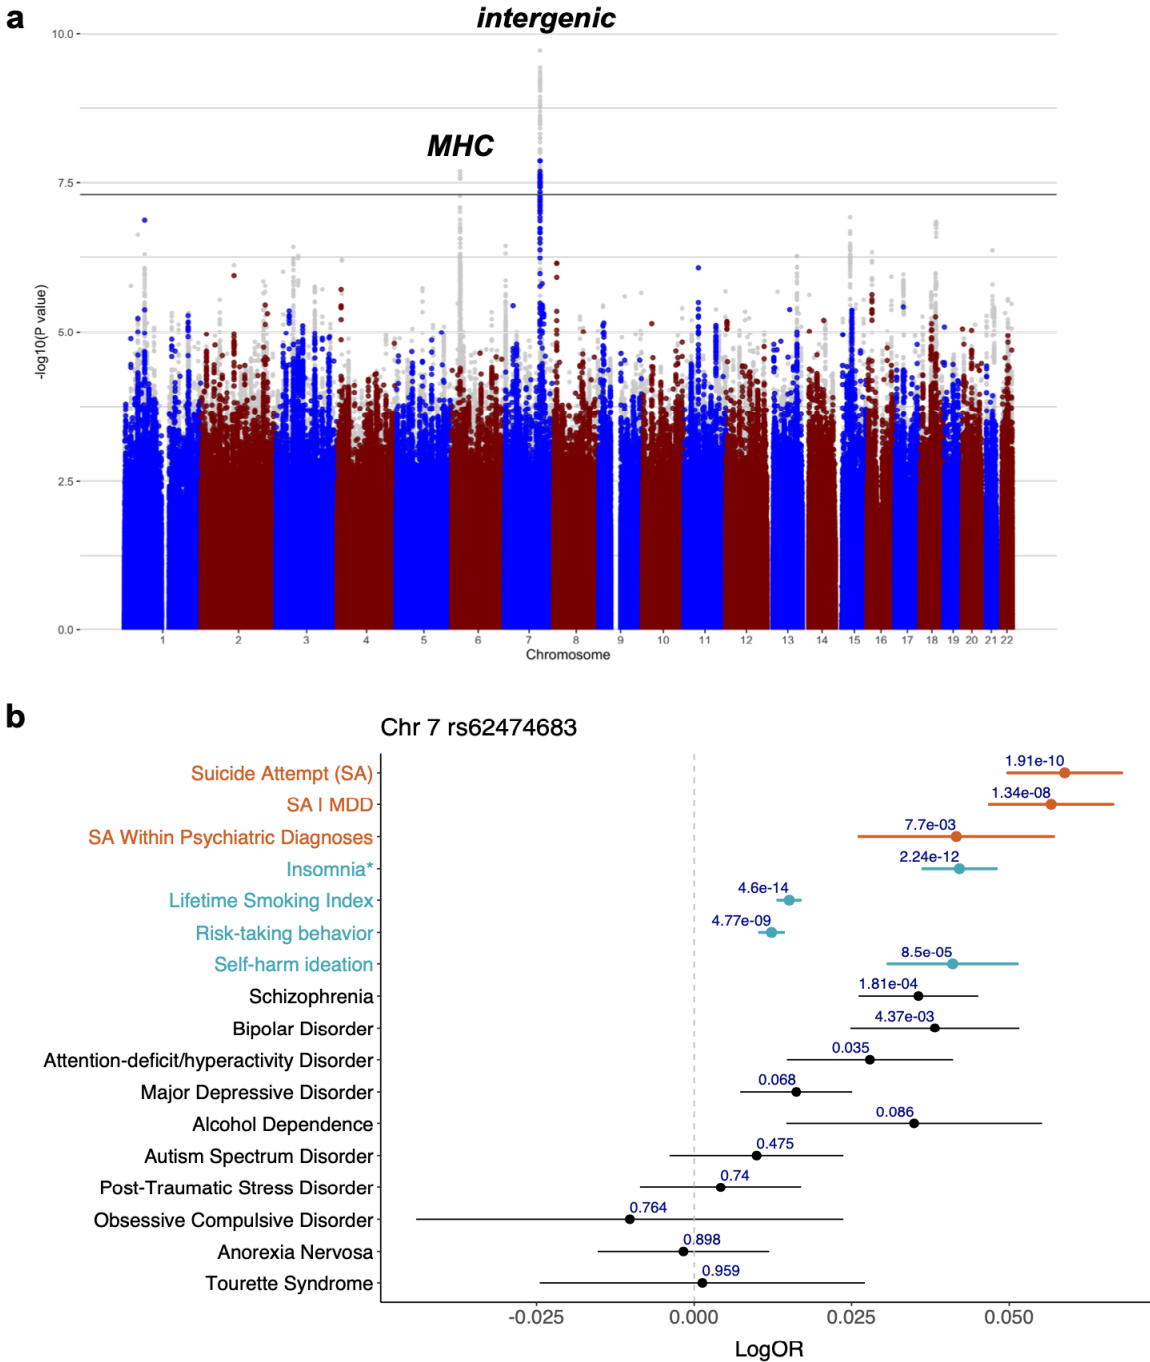 a
intergenic
10.0
MHC
7.5
5.0
2.5
0.0
-log10(P value)
1 2 3 4 5 6 7 8 9 10 11 12 13 14 15 16 17 18 19 20 21 22
Chromosome
b
Chr 7 rs62474683
Suicide Attempt (SA) 1.91e-10
SA | MDD 1.34e-08
SA Within Psychiatric Diagnoses 7.7e-03
Insomnia* 2.24e-12
Lifetime Smoking Index 4.6e-14
Risk-taking behavior 4.77e-09
Self-harm ideation 8.5e-05
Schizophrenia 1.81e-04
Bipolar Disorder 4.37e-03
Attention-deficit/hyperactivity Disorder 0.035
Major Depressive Disorder 0.068
Alcohol Dependence 0.086
Autism Spectrum Disorder 0.475
Post-Traumatic Stress Disorder 0.74
Obsessive Compulsive Disorder 0.764
Anorexia Nervosa 0.898
Tourette Syndrome 0.959
-0.025 0.000 0.025 0.050
LogOR